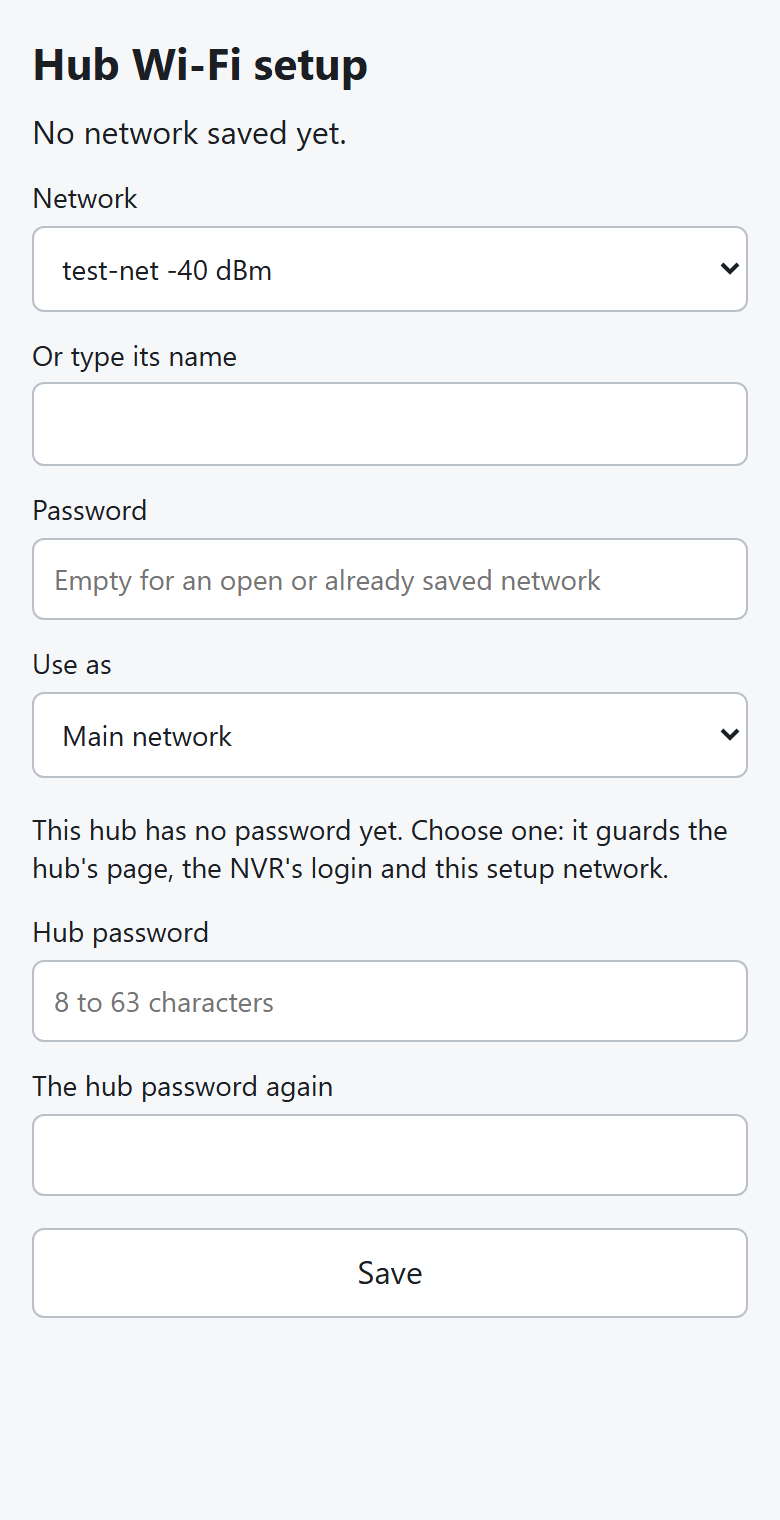 Hub Wi-Fi setup
No network saved yet.
Network
test-net -40 dBm
Or type its name
Password
Empty for an open or already saved network
Use as
Main network
This hub has no password yet. Choose one: it guards the
hub's page, the NVR's login and this setup network.
Hub password
8 to 63 characters
The hub password again
Save